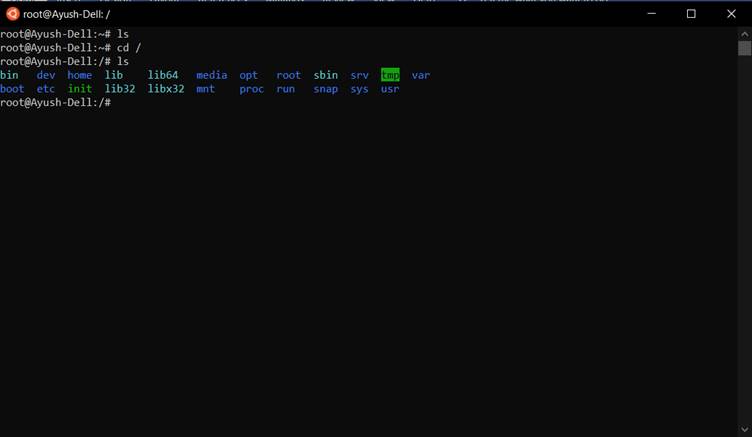 root@Ayush-Dell: /
root@Ayush-Dell:~# ls
root@Ayush-Dell:~# cd /
root@Ayush-Dell:/# ls
bin dev home lib lib64 media opt root sbin srv tmp var
boot etc init lib32 libx32 mnt proc run snap sys usr
root@Ayush-Dell:/#